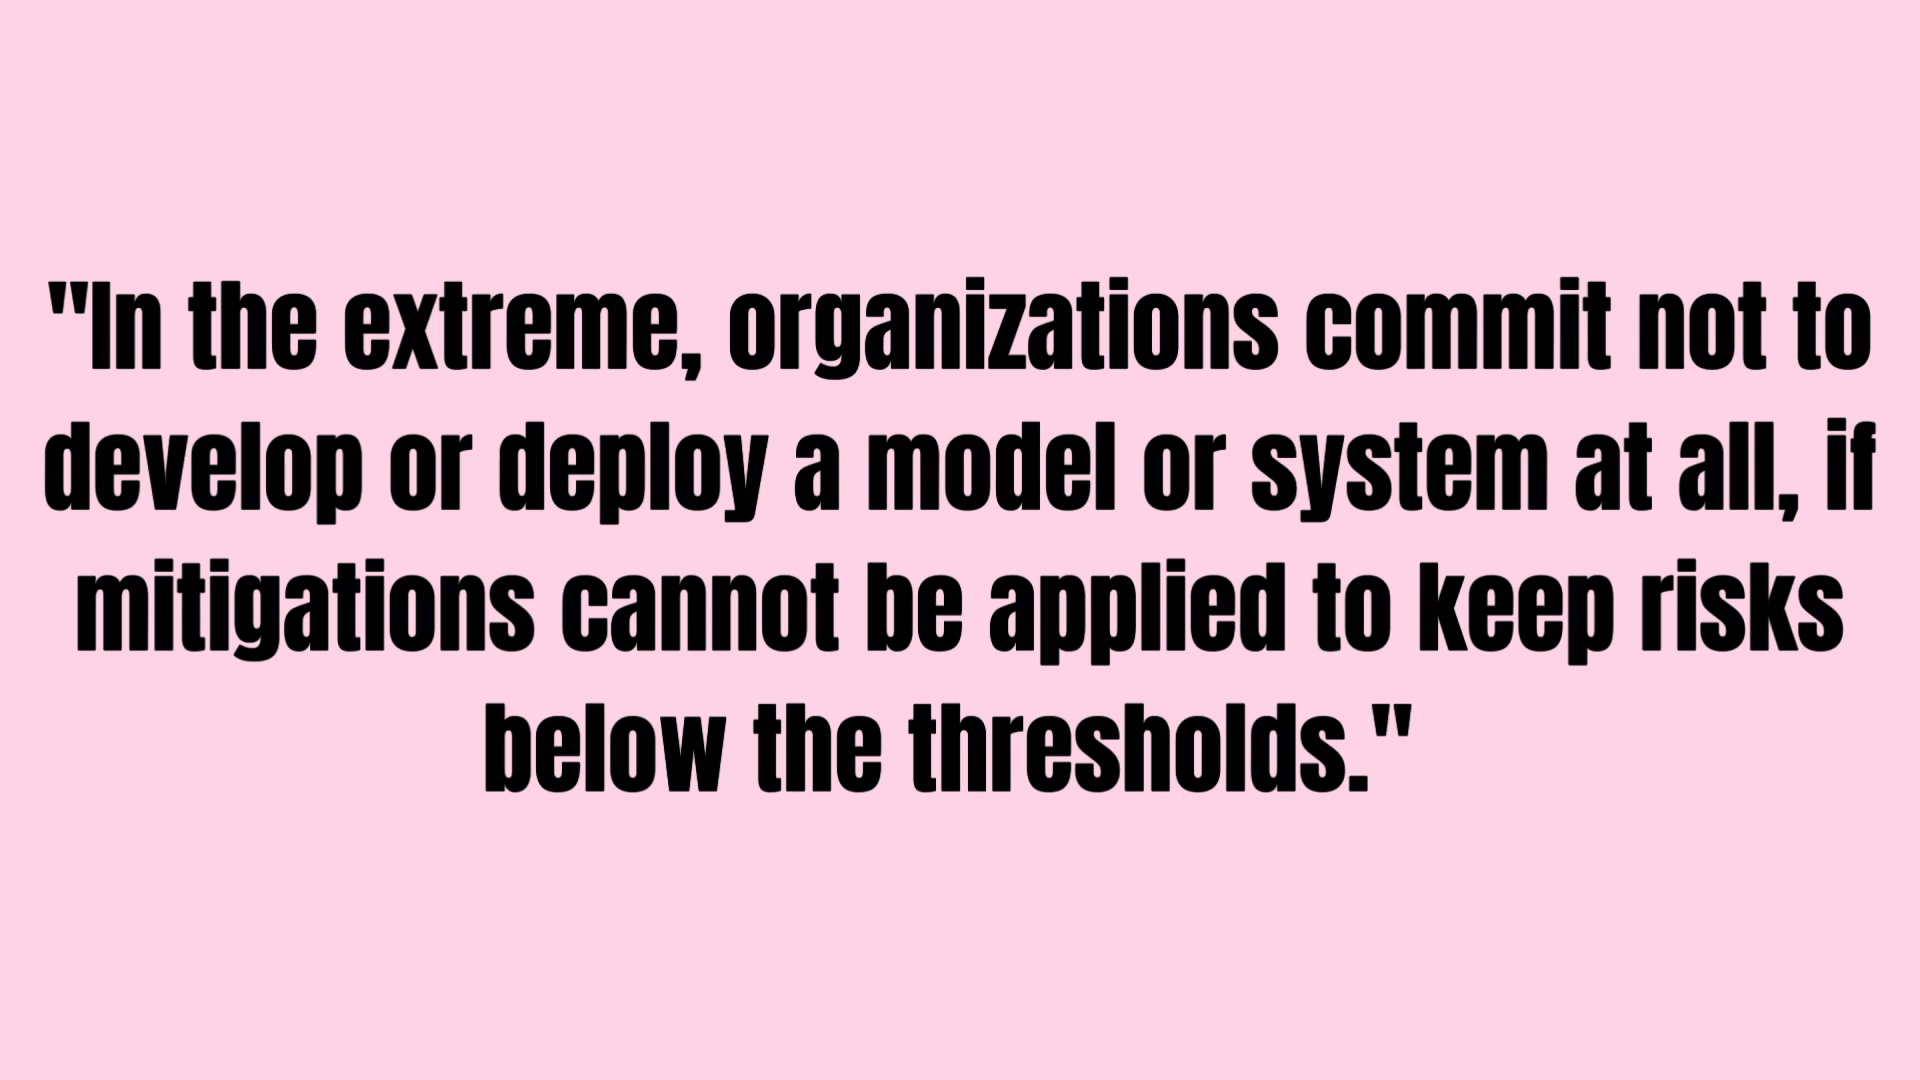 "In the extreme, organizations commit not to
develop or deploy a model or system at all, if
mitigations cannot be applied to keep risks
below the thresholds."